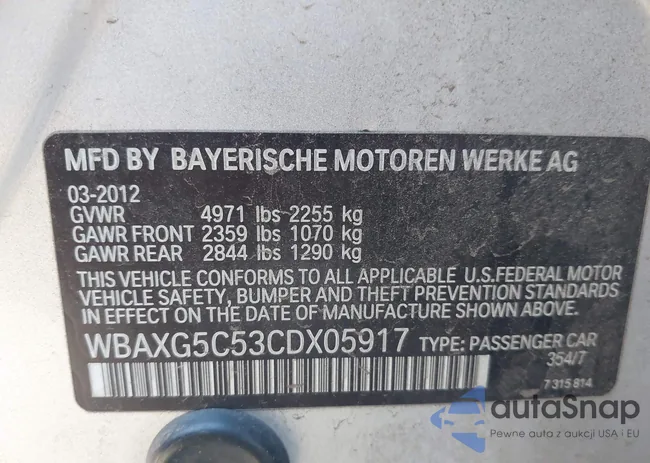 MFD BY BAYERISCHE MOTOREN WERKE AG
03-2012
GVWR 4971 lbs 2255 kg
GAWR FRONT 2359 lbs 1070 kg
GAWR REAR 2844 lbs 1290 kg
THIS VEHICLE CONFORMS TO ALL APPLICABLE U.S.FEDERAL MOTOR
VEHICLE SAFETY, BUMPER AND THEFT PREVENTION STANDARDS
IN EFFECT ON THE DATE OF MANUFACTURE SHOWN ABOVE.
WBAXG5C53CDX05917 TYPE: PASSENGER CAR
354/7
7 315 814
autaSnap
Pewne auta z aukcji USA i EU